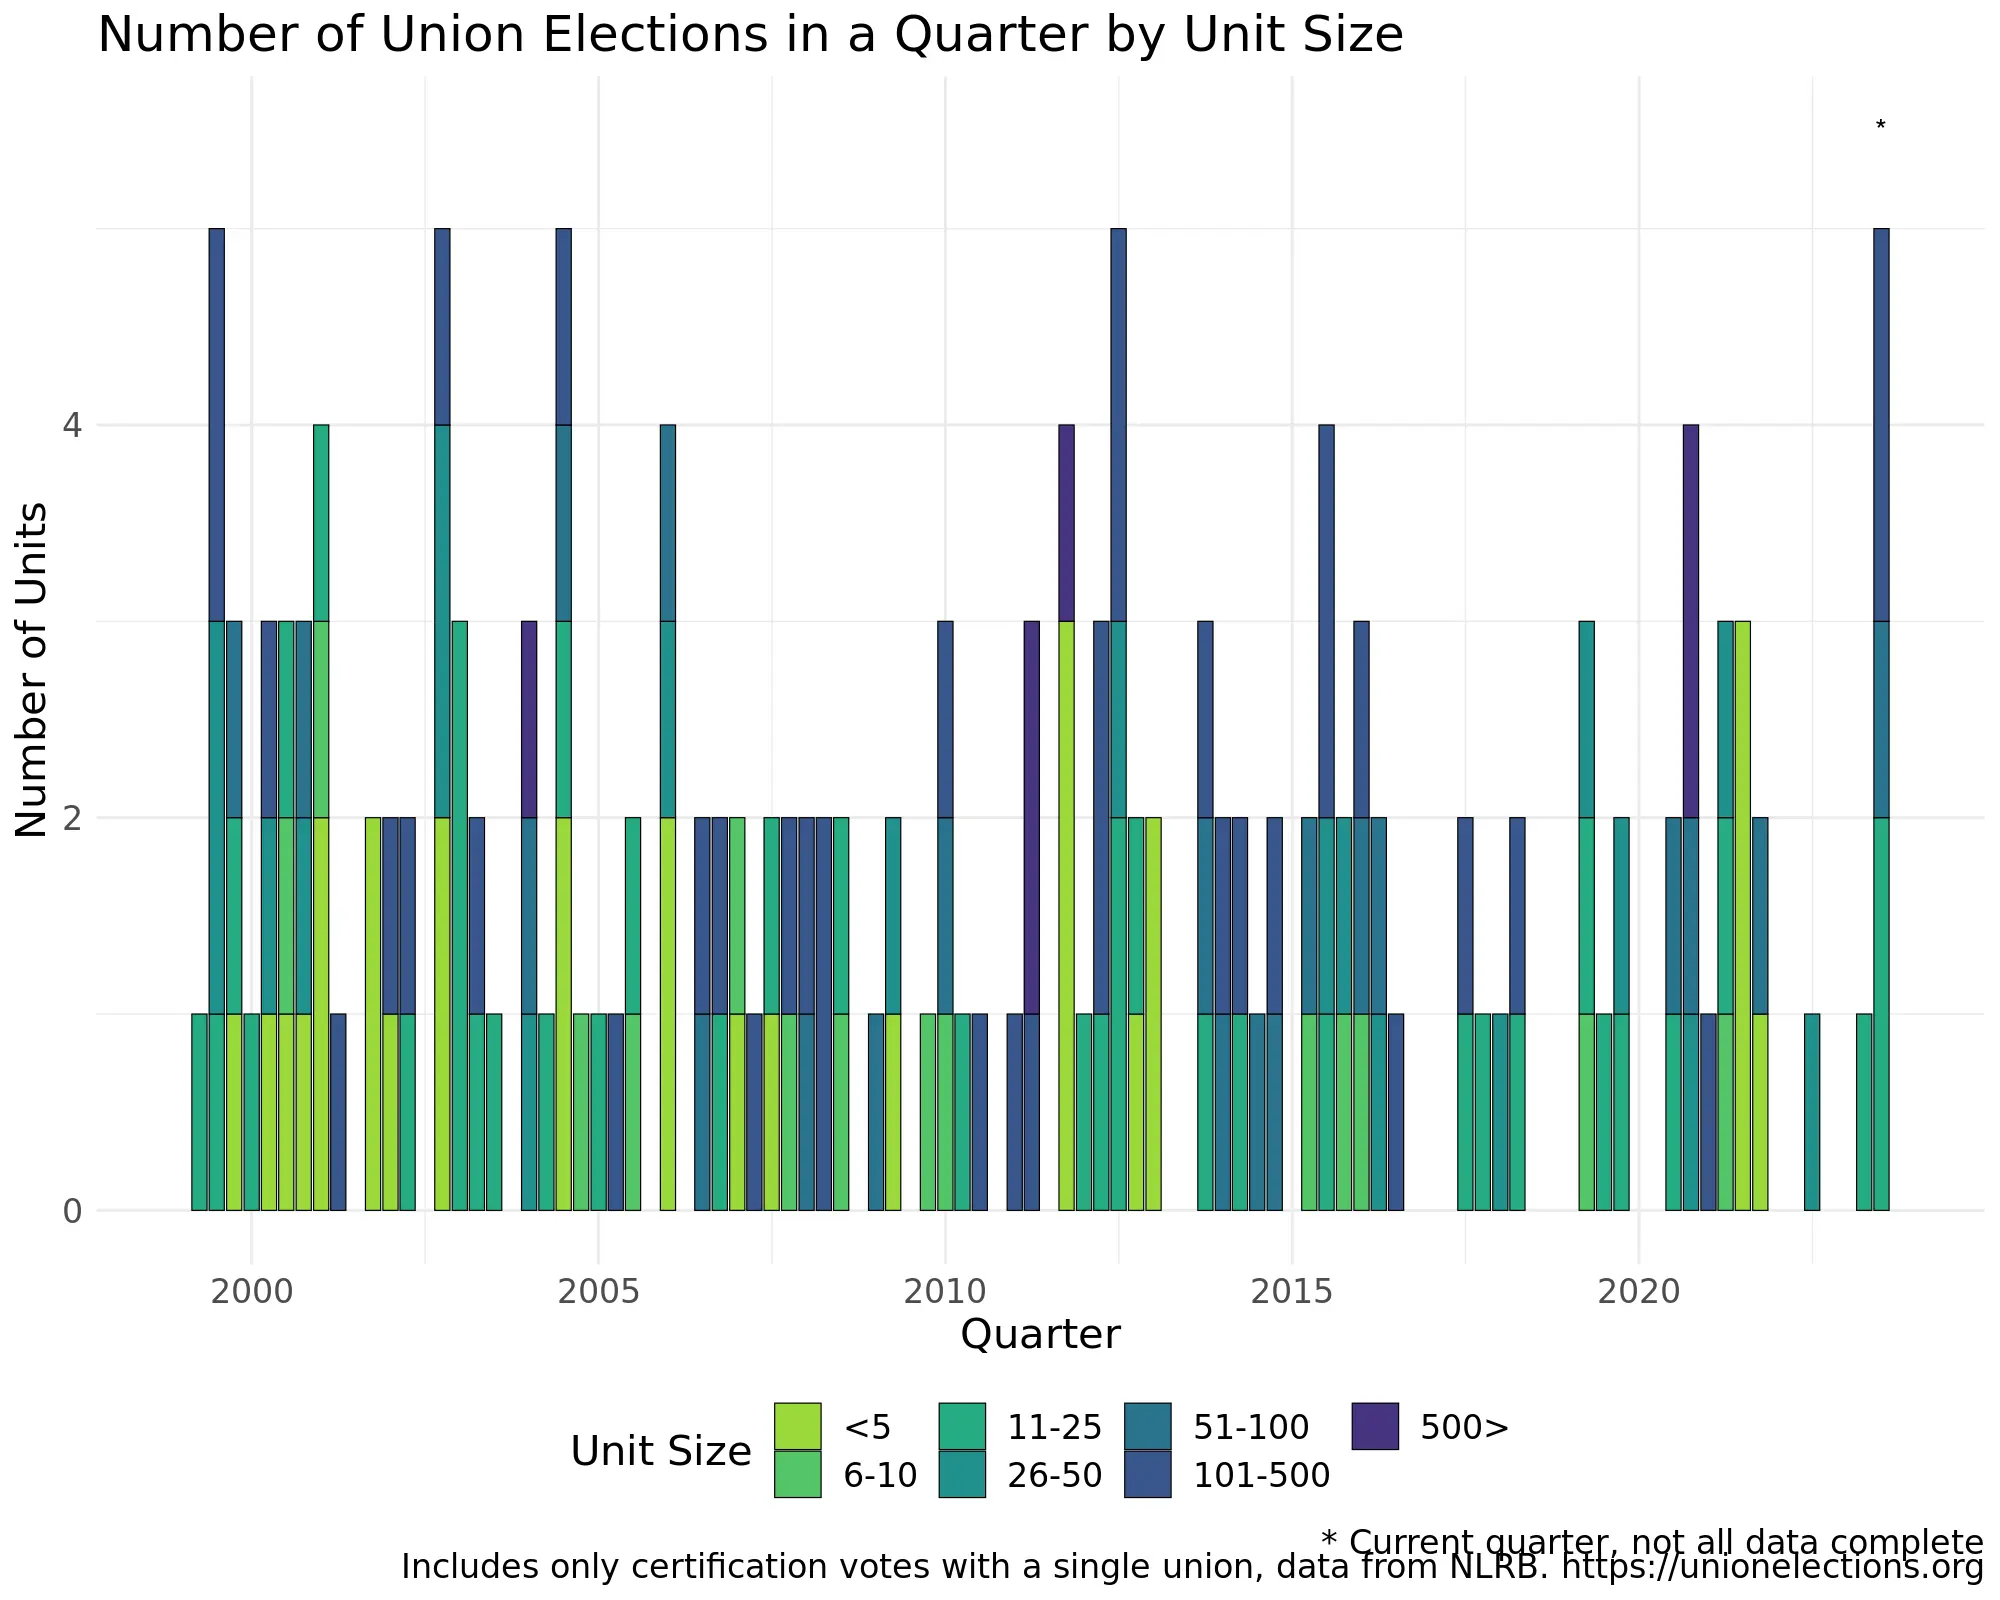 Number of Union Elections in a Quarter by Unit Size
*
Number of Units
4
2
0
2000 2005 2010 2015 2020
Quarter
Unit Size
<5 11-25 51-100 500>
6-10 26-50 101-500
* Current quarter, not all data complete
Includes only certification votes with a single union, data from NLRB. https://unionelections.org